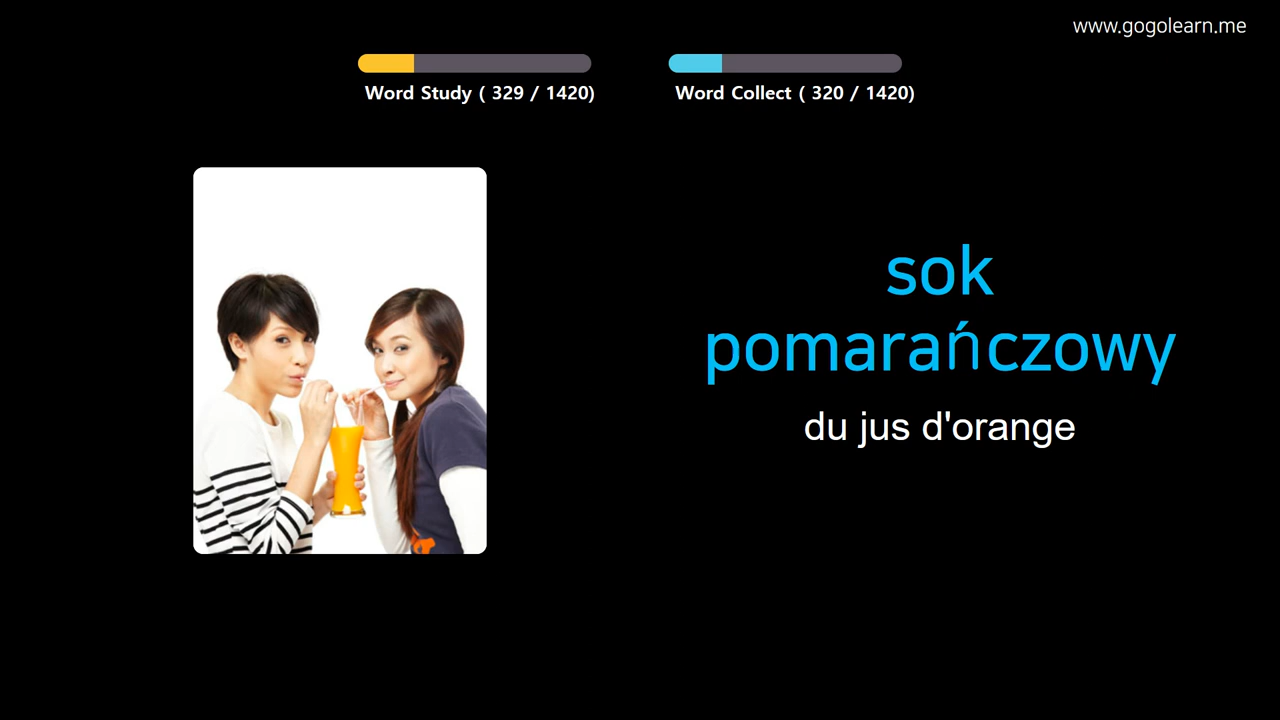 www.gogolearn.me
Word Study ( 329 / 1420)
Word Collect ( 320 / 1420)
sok
pomarańczowy
du jus d'orange